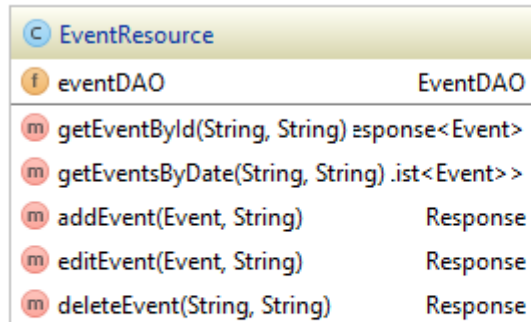 C EventResource
f eventDAO EventDAO
m getEventById(String, String) esponse<Event>
m getEventsByDate(String, String) .ist<Event>>
m addEvent(Event, String) Response
m editEvent(Event, String) Response
m deleteEvent(String, String) Response